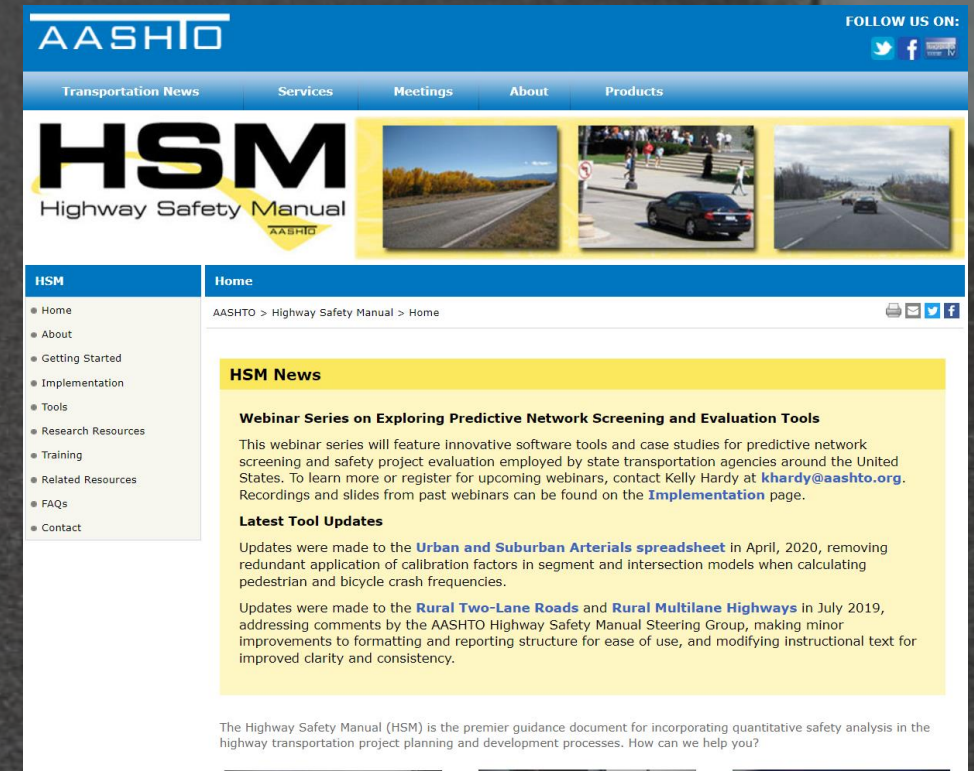 AASHTO
FOLLOW US ON:
Transportation News Services Meetings About Products
HSM
Highway Safety Manual
AASHTO
HSM
Home
About
Getting Started
Implementation
Tools
Research Resources
Training
Related Resources
FAQs
Contact
Home
AASHTO > Highway Safety Manual > Home
HSM News
Webinar Series on Exploring Predictive Network Screening and Evaluation Tools
This webinar series will feature innovative software tools and case studies for predictive network
screening and safety project evaluation employed by state transportation agencies around the United
States. To learn more or register for upcoming webinars, contact Kelly Hardy at khardy@aashto.org.
Recordings and slides from past webinars can be found on the Implementation page.
Latest Tool Updates
Updates were made to the Urban and Suburban Arterials spreadsheet in April, 2020, removing
redundant application of calibration factors in segment and intersection models when calculating
pedestrian and bicycle crash frequencies.
Updates were made to the Rural Two-Lane Roads and Rural Multilane Highways in July 2019,
addressing comments by the AASHTO Highway Safety Manual Steering Group, making minor
improvements to formatting and reporting structure for ease of use, and modifying instructional text for
improved clarity and consistency.
The Highway Safety Manual (HSM) is the premier guidance document for incorporating quantitative safety analysis in the
highway transportation project planning and development processes. How can we help you?